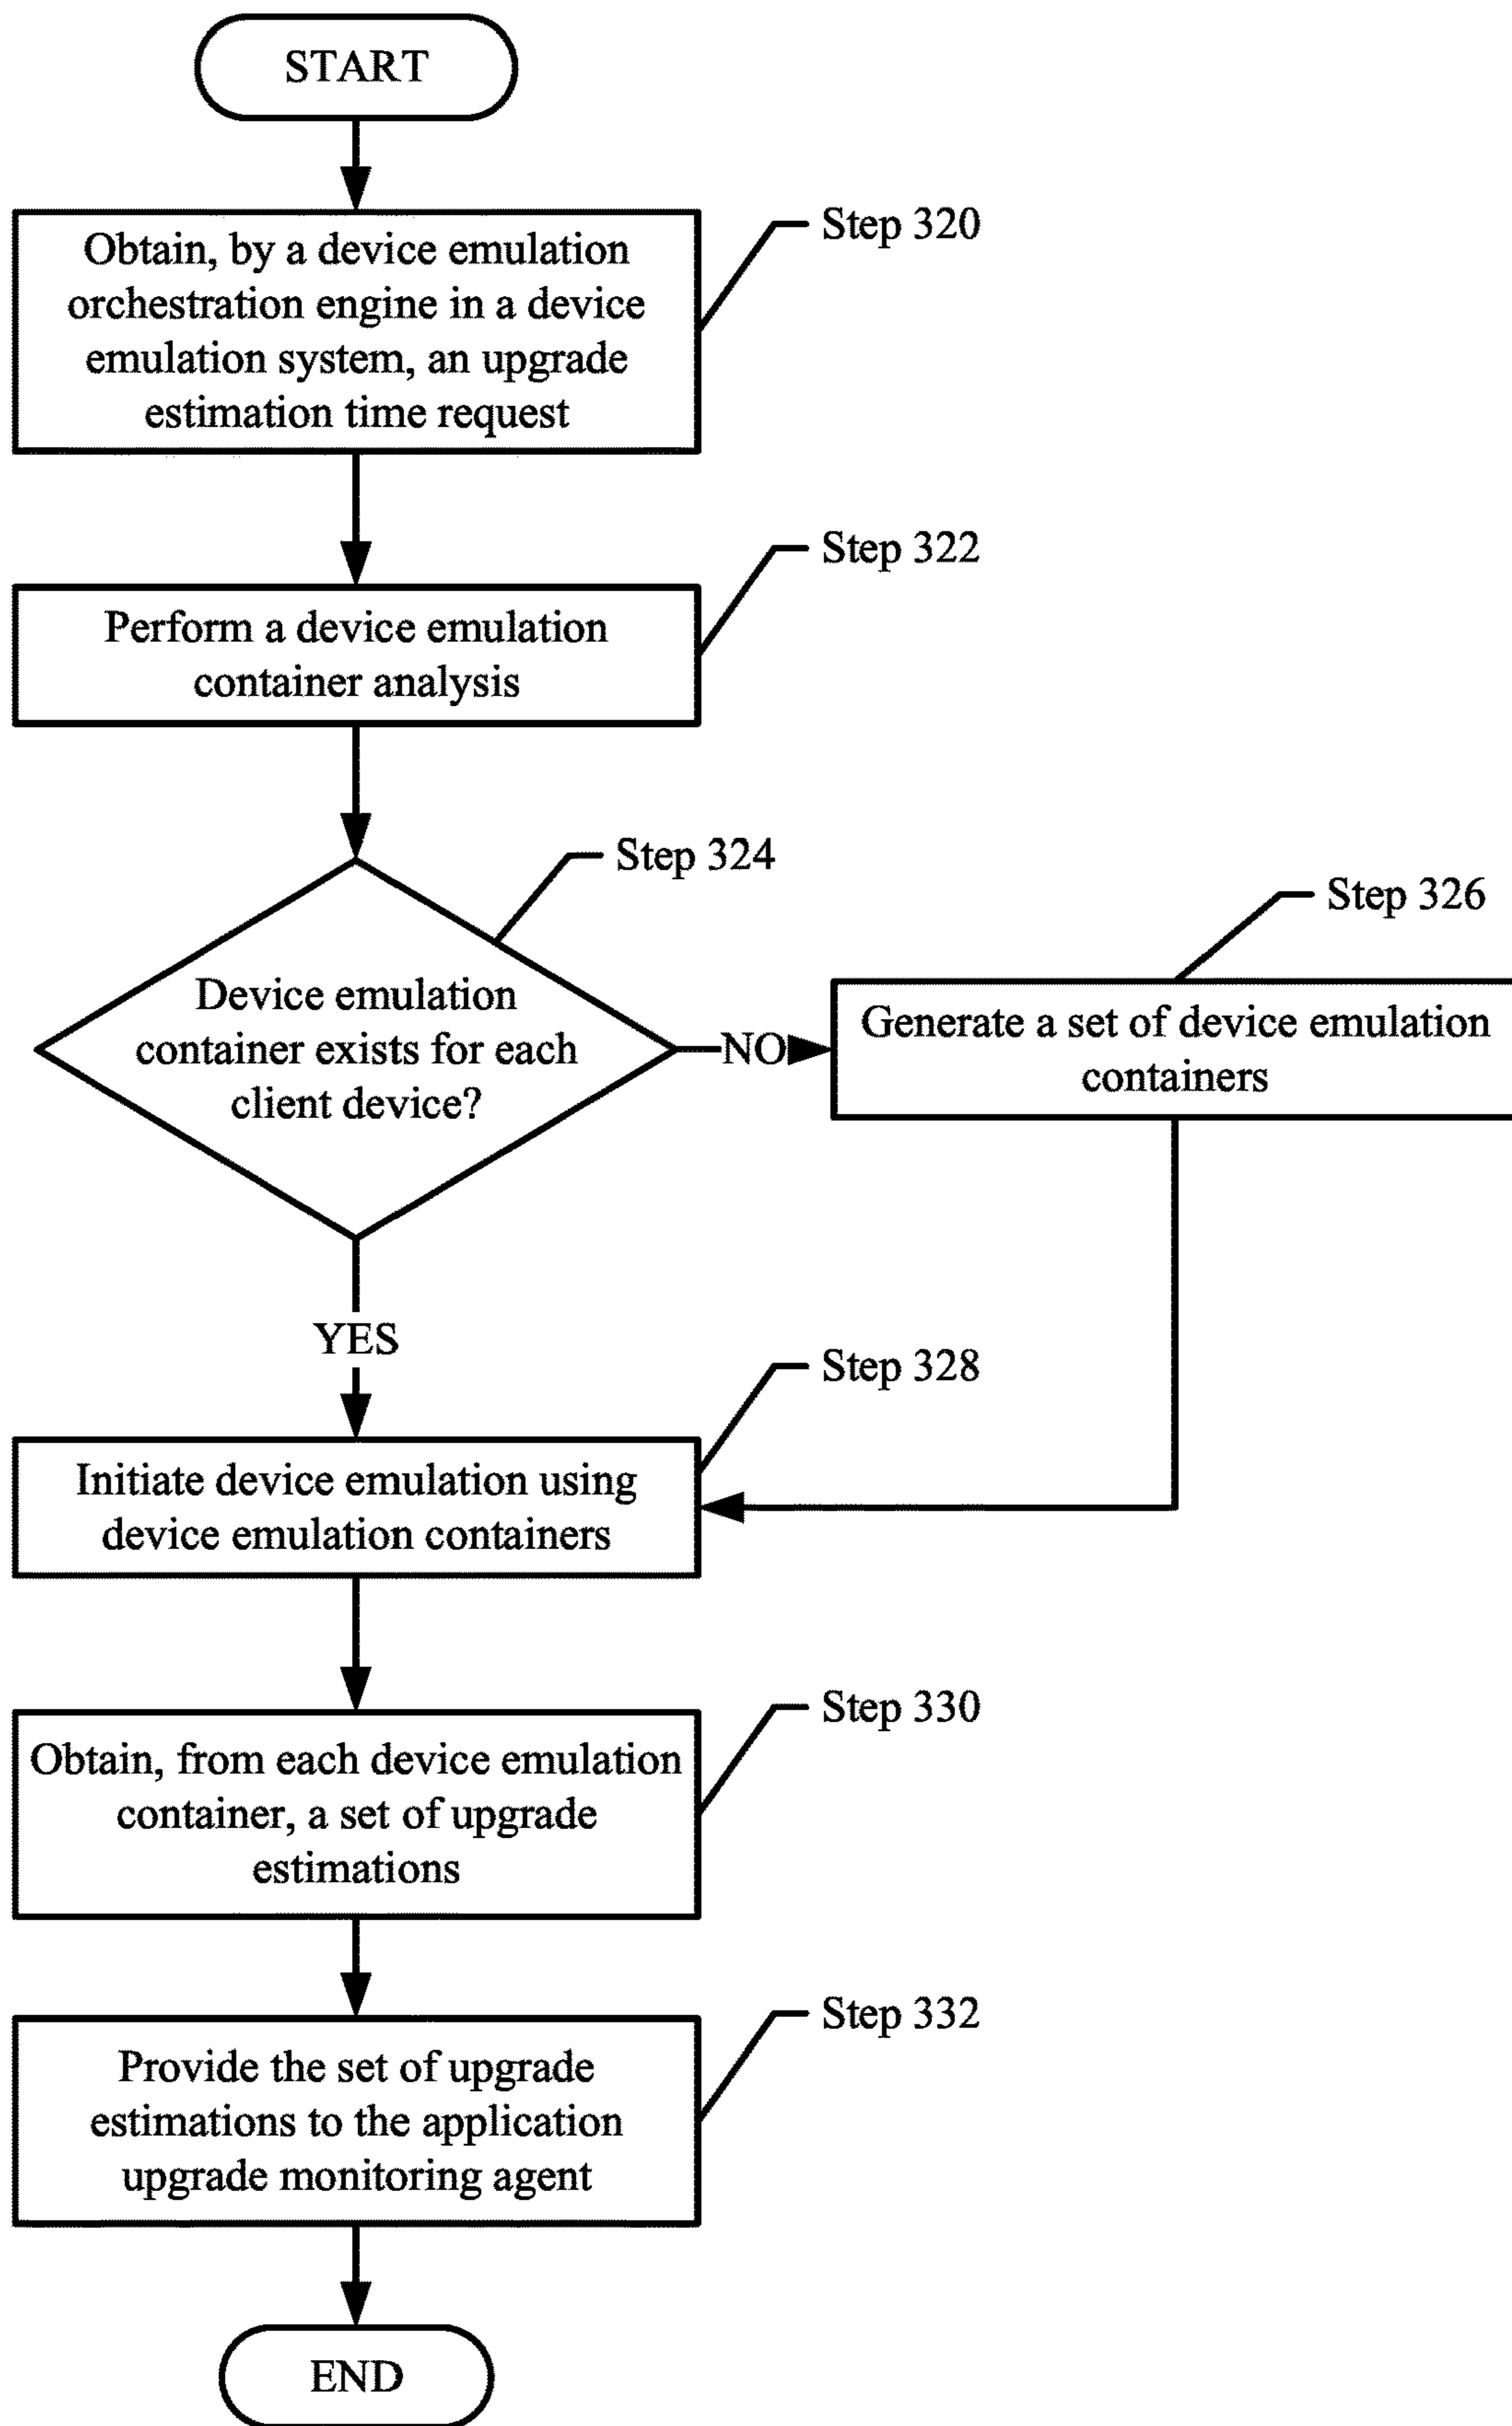 START
Step 320
Obtain, by a device emulation
orchestration engine in a device
emulation system, an upgrade
estimation time request
Step 322
Perform a device emulation
container analysis
Step 324
Device emulation
container exists for each
client device?
NO
Step 326
Generate a set of device emulation
containers
YES
Step 328
Initiate device emulation using
device emulation containers
Step 330
Obtain, from each device emulation
container, a set of upgrade
estimations
Step 332
Provide the set of upgrade
estimations to the application
upgrade monitoring agent
END